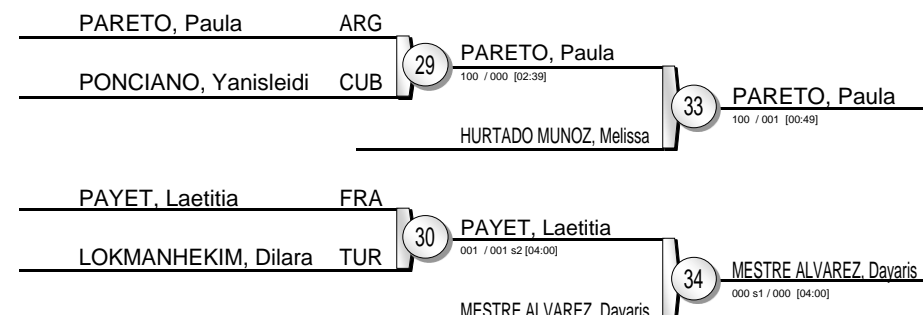 PARETO, Paula ARG
PONCIANO, Yanisleidi CUB
29
PARETO, Paula
100 / 000 [02:39]
HURTADO MUNOZ, Melissa
33
PARETO, Paula
100 / 001 [00:49]
PAYET, Laetitia FRA
LOKMANHEKIM, Dilara TUR
30
PAYET, Laetitia
001 / 001 s2 [04:00]
MESTRE ALVAREZ, Dayaris
34
MESTRE ALVAREZ, Dayaris
000 s1 / 000 [04:00]